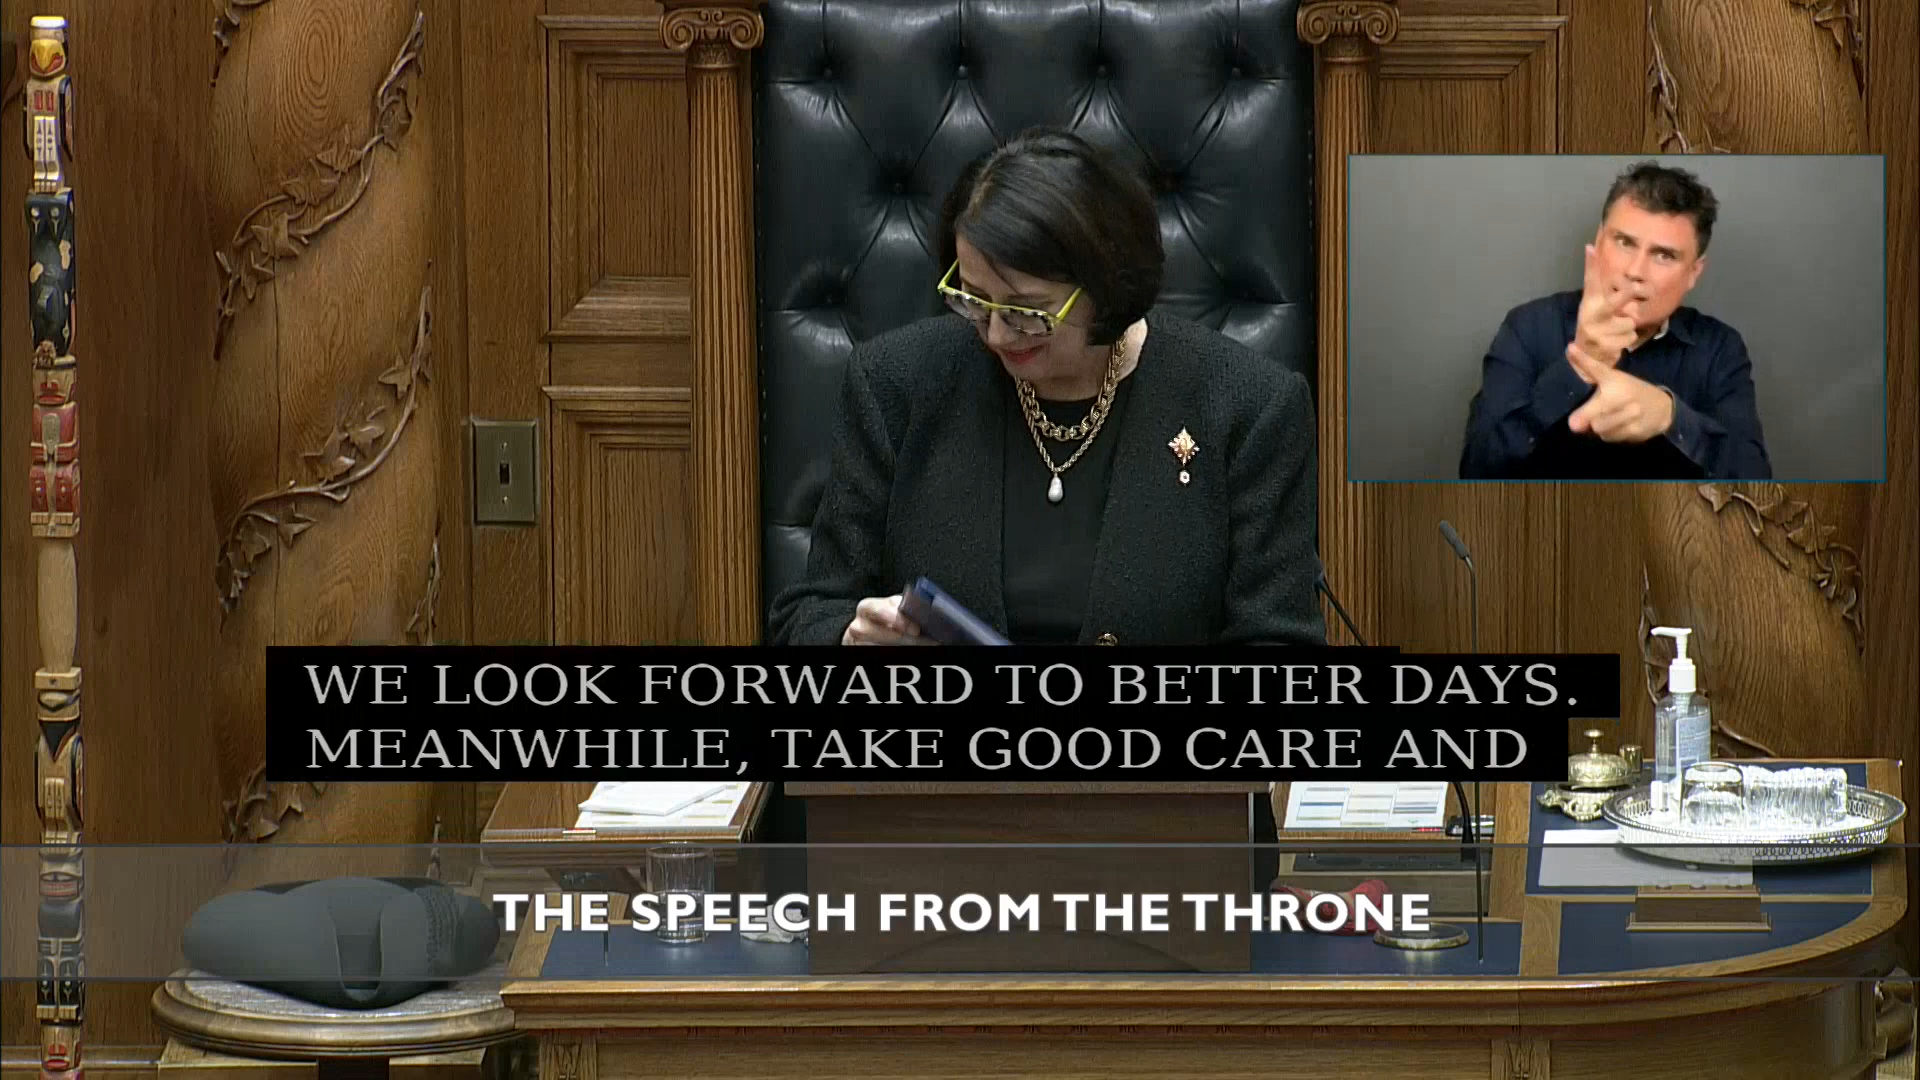 WE LOOK FORWARD TO BETTER DAYS.
MEANWHILE, TAKE GOOD CARE AND
THE SPEECH FROM THE THRONE